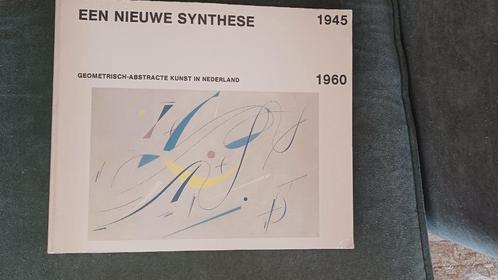 EEN NIEUWE SYNTHESE 1945
GEOMETRISCH-ABSTRACTE KUNST IN NEDERLAND 1960